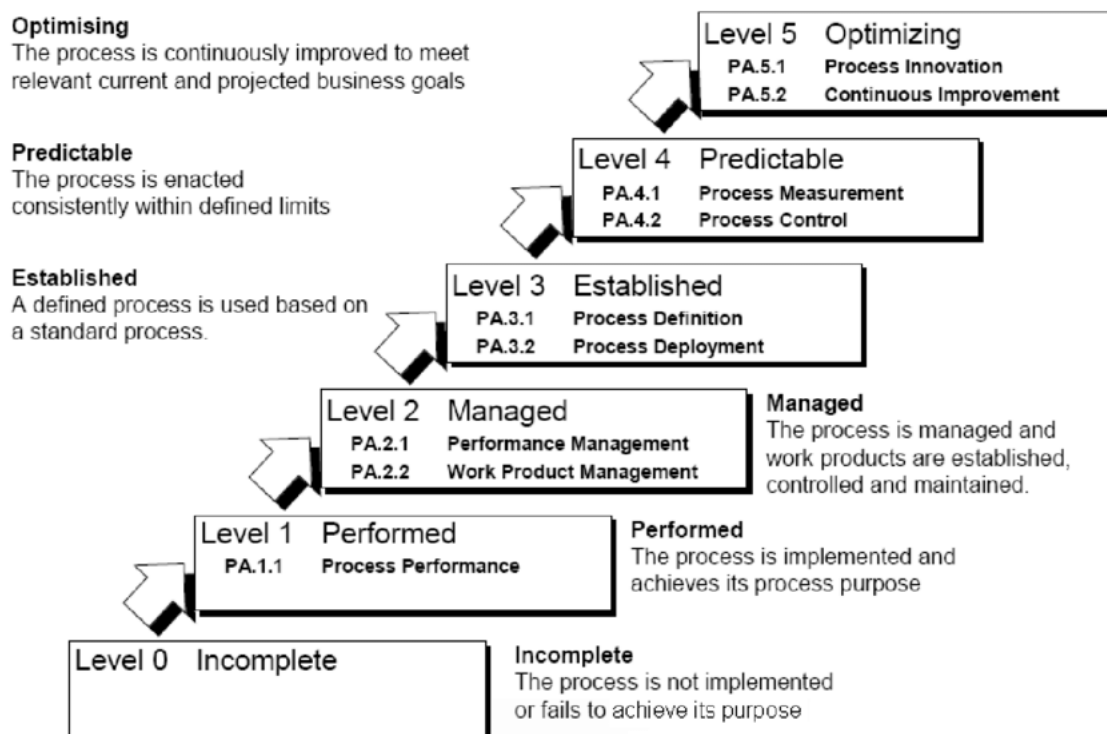 Optimising
The process is continuously improved to meet
relevant current and projected business goals
Level 5 Optimizing
PA.5.1 Process Innovation
PA.5.2 Continuous Improvement
Predictable
The process is enacted
consistently within defined limits
Level 4 Predictable
PA.4.1 Process Measurement
PA.4.2 Process Control
Established
A defined process is used based on
a standard process.
Level 3 Established
PA.3.1 Process Definition
PA.3.2 Process Deployment
Level 2 Managed
PA.2.1 Performance Management
PA.2.2 Work Product Management
Managed
The process is managed and
work products are established,
controlled and maintained.
Level 1 Performed
PA.1.1 Process Performance
Performed
The process is implemented and
achieves its process purpose
Level 0 Incomplete
Incomplete
The process is not implemented
or fails to achieve its purpose